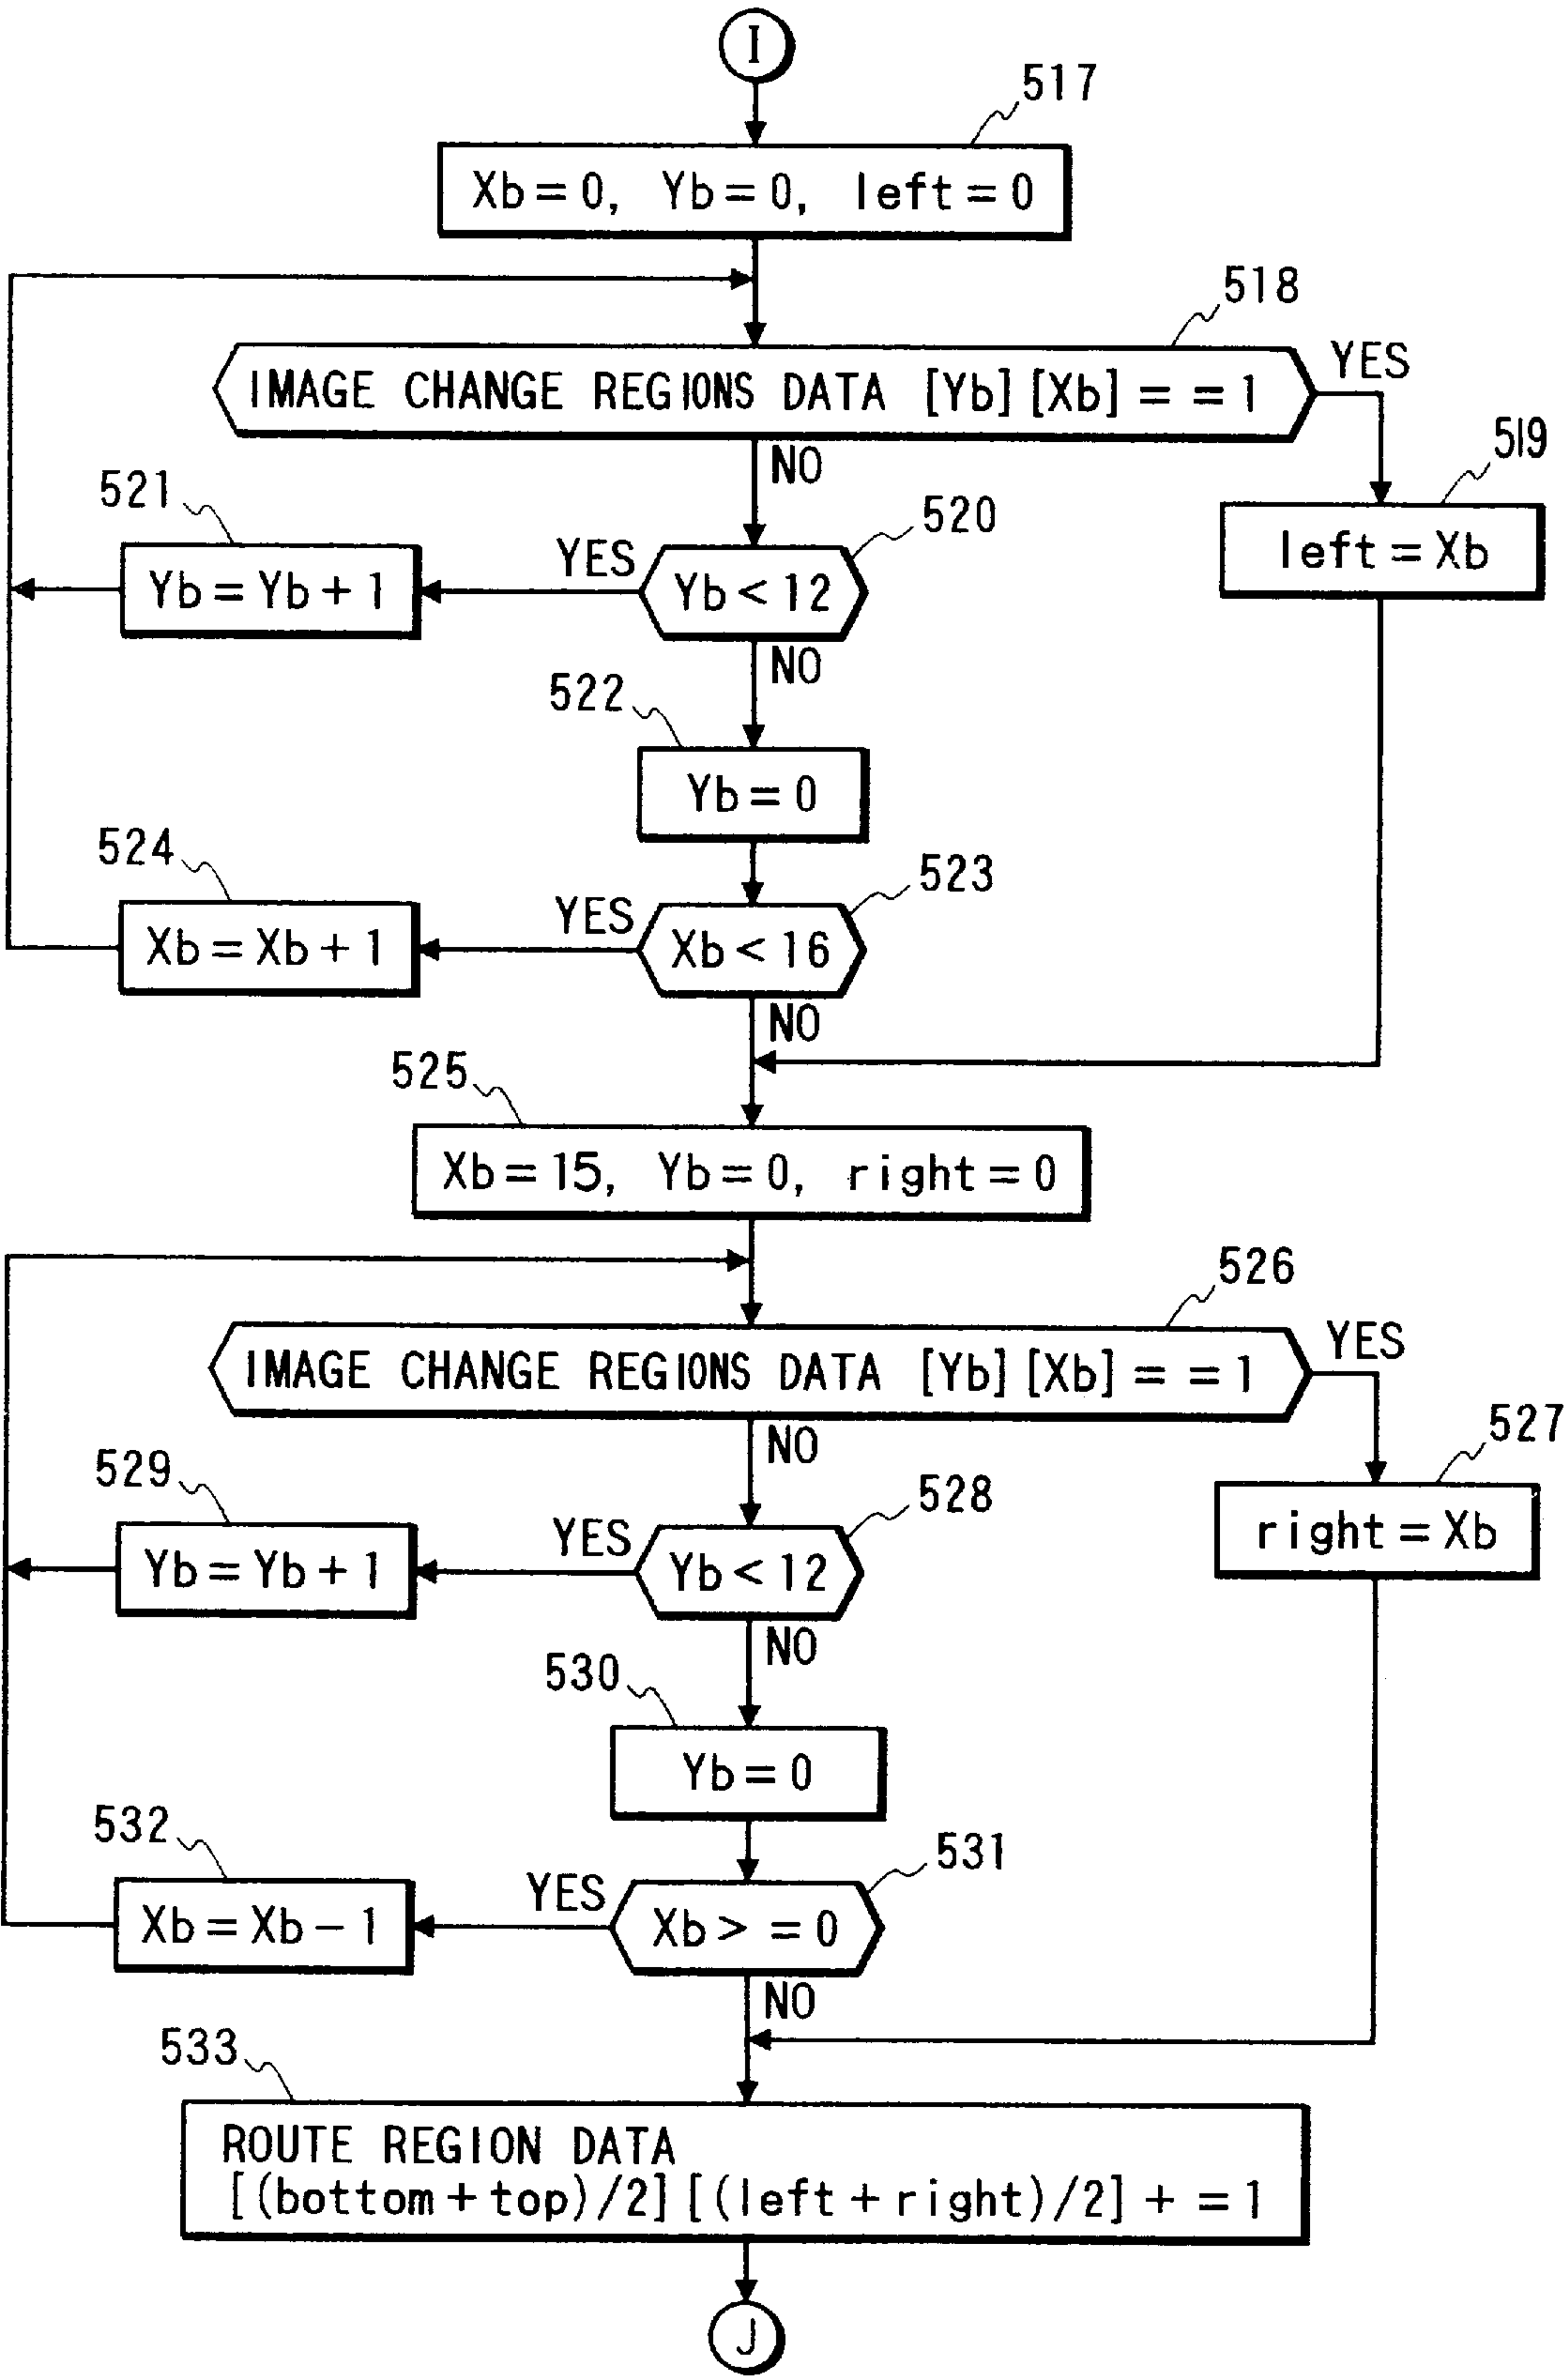 I
517
Xb = 0, Yb = 0, left = 0
518
IMAGE CHANGE REGIONS DATA [Yb] [Xb] = = 1
YES
NO
519
left = Xb
520
Yb < 12
YES
521
Yb = Yb + 1
NO
522
Yb = 0
523
Xb < 16
YES
524
Xb = Xb + 1
NO
525
Xb = 15, Yb = 0, right = 0
526
IMAGE CHANGE REGIONS DATA [Yb] [Xb] = = 1
YES
NO
527
right = Xb
528
Yb < 12
YES
529
Yb = Yb + 1
NO
530
Yb = 0
531
Xb > = 0
YES
532
Xb = Xb - 1
NO
533
ROUTE REGION DATA
[(bottom + top) /2] [(left + right) /2] + = 1
J